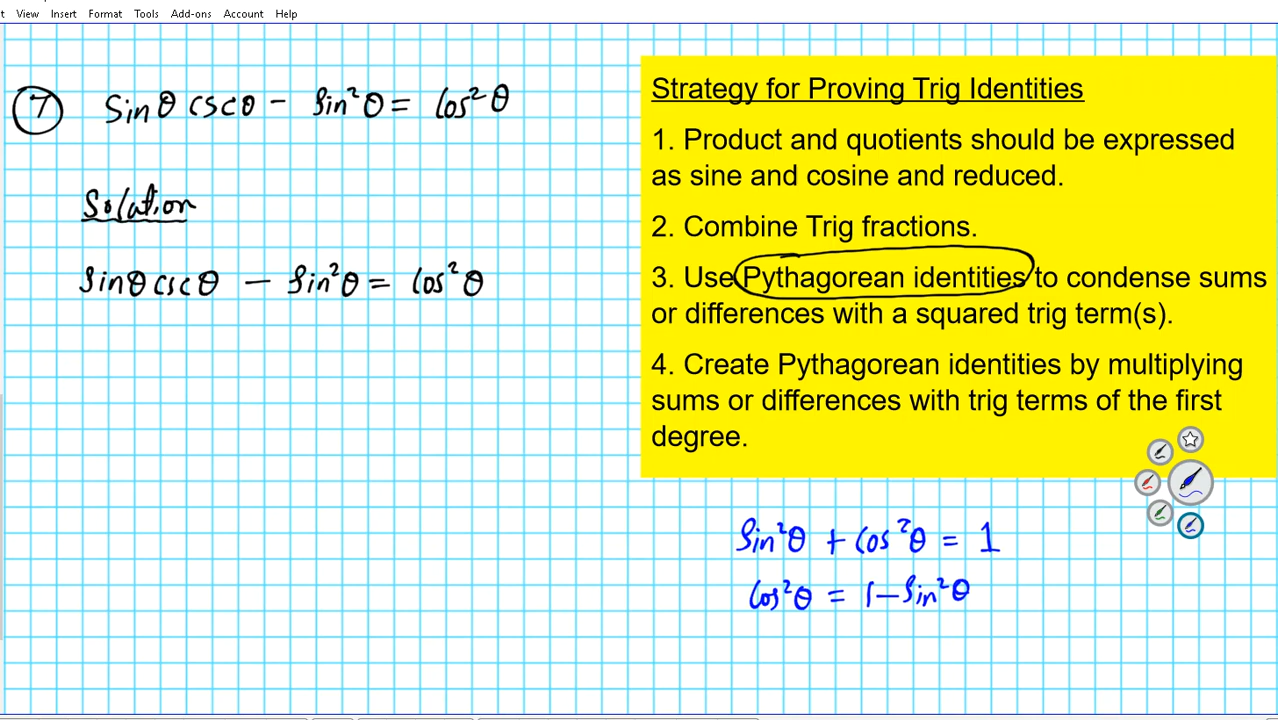 View Insert Format Tools Add-ons Account Help
7 Sinθ cscθ - Sin²θ = Cos²θ
Solution
Sinθ cscθ - Sin²θ = Cos²θ
Strategy for Proving Trig Identities
1. Product and quotients should be expressed
as sine and cosine and reduced.
2. Combine Trig fractions.
3. Use Pythagorean identities to condense sums
or differences with a squared trig term(s).
4. Create Pythagorean identities by multiplying
sums or differences with trig terms of the first
degree.
Sin²θ + Cos²θ = 1
Cos²θ = 1 - Sin²θ